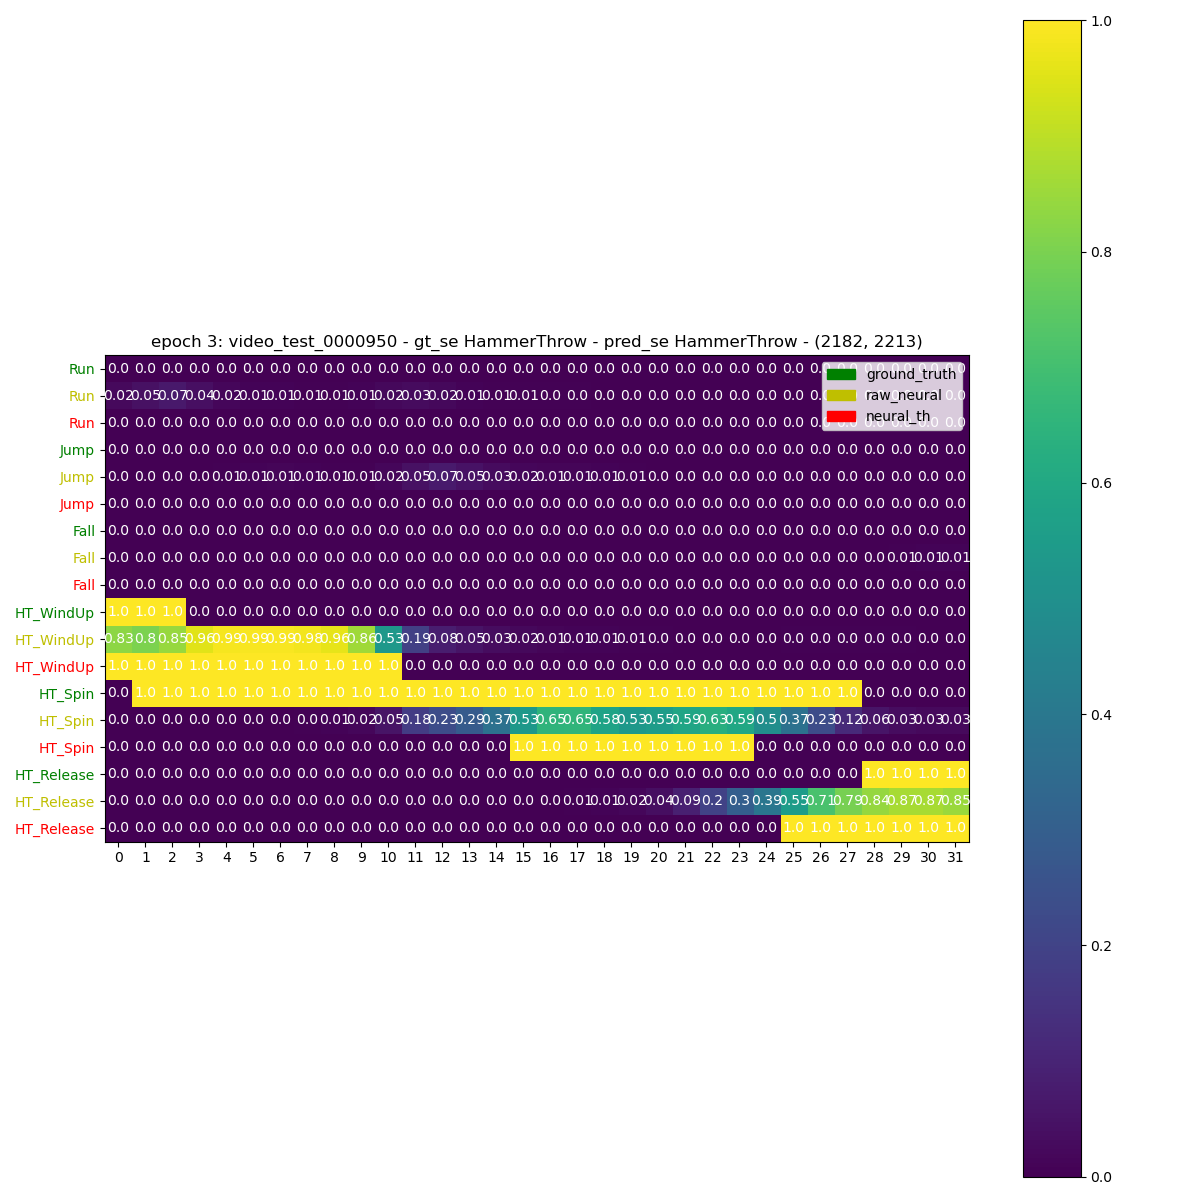 epoch 3: video_test_0000950 - gt_se HammerThrow - pred_se HammerThrow - (2182, 2213)
Run 0.0 0.0 0.0 0.0 0.0 0.0 0.0 0.0 0.0 0.0 0.0 0.0 0.0 0.0 0.0 0.0 0.0 0.0 0.0 0.0 0.0 0.0 0.0 0.0 0.0 0.0
Run 0.02 0.05 0.07 0.04 0.02 0.01 0.01 0.01 0.01 0.01 0.02 0.03 0.02 0.01 0.01 0.01 0.0 0.0 0.0 0.0 0.0 0.0 0.0 0.0 0.0 0.0
Run 0.0 0.0 0.0 0.0 0.0 0.0 0.0 0.0 0.0 0.0 0.0 0.0 0.0 0.0 0.0 0.0 0.0 0.0 0.0 0.0 0.0 0.0 0.0 0.0 0.0 0.0
ground_truth
raw_neural
neural_th
Jump 0.0 0.0 0.0 0.0 0.0 0.0 0.0 0.0 0.0 0.0 0.0 0.0 0.0 0.0 0.0 0.0 0.0 0.0 0.0 0.0 0.0 0.0 0.0 0.0 0.0 0.0 0.0 0.0 0.0 0.0 0.0 0.0
Jump 0.0 0.0 0.0 0.0 0.01 0.01 0.01 0.01 0.01 0.01 0.02 0.05 0.07 0.05 0.03 0.02 0.01 0.01 0.01 0.01 0.0 0.0 0.0 0.0 0.0 0.0 0.0 0.0 0.0 0.0 0.0 0.0
Jump 0.0 0.0 0.0 0.0 0.0 0.0 0.0 0.0 0.0 0.0 0.0 0.0 0.0 0.0 0.0 0.0 0.0 0.0 0.0 0.0 0.0 0.0 0.0 0.0 0.0 0.0 0.0 0.0 0.0 0.0 0.0 0.0
Fall 0.0 0.0 0.0 0.0 0.0 0.0 0.0 0.0 0.0 0.0 0.0 0.0 0.0 0.0 0.0 0.0 0.0 0.0 0.0 0.0 0.0 0.0 0.0 0.0 0.0 0.0 0.0 0.0 0.0 0.0 0.0 0.0
Fall 0.0 0.0 0.0 0.0 0.0 0.0 0.0 0.0 0.0 0.0 0.0 0.0 0.0 0.0 0.0 0.0 0.0 0.0 0.0 0.0 0.0 0.0 0.0 0.0 0.0 0.0 0.0 0.0 0.0 0.01 0.01 0.01
Fall 0.0 0.0 0.0 0.0 0.0 0.0 0.0 0.0 0.0 0.0 0.0 0.0 0.0 0.0 0.0 0.0 0.0 0.0 0.0 0.0 0.0 0.0 0.0 0.0 0.0 0.0 0.0 0.0 0.0 0.0 0.0 0.0
HT_WindUp 1.0 1.0 1.0 0.0 0.0 0.0 0.0 0.0 0.0 0.0 0.0 0.0 0.0 0.0 0.0 0.0 0.0 0.0 0.0 0.0 0.0 0.0 0.0 0.0 0.0 0.0 0.0 0.0 0.0 0.0 0.0 0.0
HT_WindUp 0.83 0.8 0.85 0.96 0.99 0.99 0.99 0.98 0.96 0.86 0.53 0.19 0.08 0.05 0.03 0.02 0.01 0.01 0.01 0.01 0.0 0.0 0.0 0.0 0.0 0.0 0.0 0.0 0.0 0.0 0.0 0.0
HT_WindUp 1.0 1.0 1.0 1.0 1.0 1.0 1.0 1.0 1.0 1.0 1.0 0.0 0.0 0.0 0.0 0.0 0.0 0.0 0.0 0.0 0.0 0.0 0.0 0.0 0.0 0.0 0.0 0.0 0.0 0.0 0.0 0.0
HT_Spin 0.0 1.0 1.0 1.0 1.0 1.0 1.0 1.0 1.0 1.0 1.0 1.0 1.0 1.0 1.0 1.0 1.0 1.0 1.0 1.0 1.0 1.0 1.0 1.0 1.0 1.0 1.0 1.0 0.0 0.0 0.0 0.0
HT_Spin 0.0 0.0 0.0 0.0 0.0 0.0 0.0 0.0 0.01 0.02 0.05 0.18 0.23 0.29 0.37 0.53 0.65 0.65 0.58 0.53 0.55 0.59 0.63 0.59 0.5 0.37 0.23 0.12 0.06 0.03 0.03 0.03
HT_Spin 0.0 0.0 0.0 0.0 0.0 0.0 0.0 0.0 0.0 0.0 0.0 0.0 0.0 0.0 0.0 1.0 1.0 1.0 1.0 1.0 1.0 1.0 1.0 1.0 0.0 0.0 0.0 0.0 0.0 0.0 0.0 0.0
HT_Release 0.0 0.0 0.0 0.0 0.0 0.0 0.0 0.0 0.0 0.0 0.0 0.0 0.0 0.0 0.0 0.0 0.0 0.0 0.0 0.0 0.0 0.0 0.0 0.0 0.0 0.0 0.0 0.0 1.0 1.0 1.0 1.0
HT_Release 0.0 0.0 0.0 0.0 0.0 0.0 0.0 0.0 0.0 0.0 0.0 0.0 0.0 0.0 0.0 0.0 0.0 0.01 0.01 0.02 0.04 0.09 0.2 0.3 0.39 0.55 0.71 0.79 0.84 0.87 0.87 0.85
HT_Release 0.0 0.0 0.0 0.0 0.0 0.0 0.0 0.0 0.0 0.0 0.0 0.0 0.0 0.0 0.0 0.0 0.0 0.0 0.0 0.0 0.0 0.0 0.0 0.0 0.0 1.0 1.0 1.0 1.0 1.0 1.0 1.0
0 1 2 3 4 5 6 7 8 9 10 11 12 13 14 15 16 17 18 19 20 21 22 23 24 25 26 27 28 29 30 31
1.0
0.8
0.6
0.4
0.2
0.0